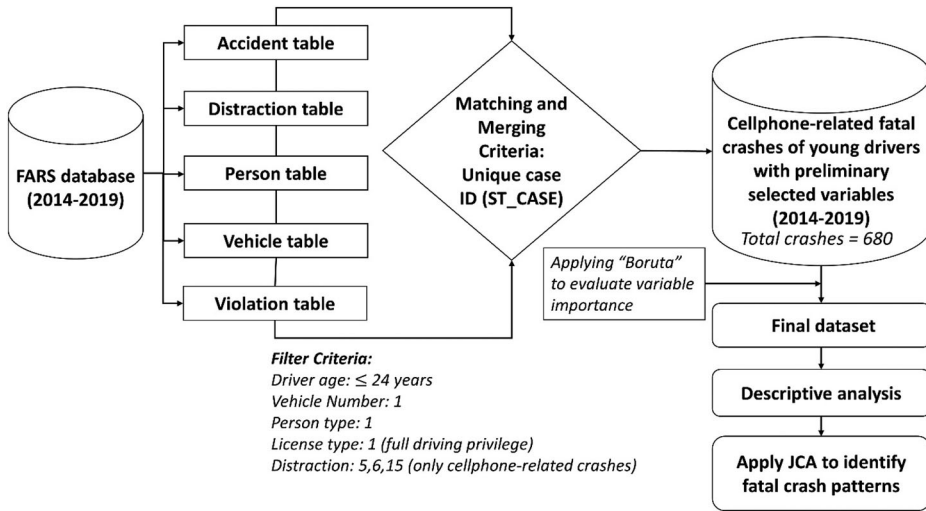 FARS database
(2014-2019)
Accident table
Distraction table
Person table
Vehicle table
Violation table
Filter Criteria:
Driver age: ≤ 24 years
Vehicle Number: 1
Person type: 1
License type: 1 (full driving privilege)
Distraction: 5,6,15 (only cellphone-related crashes)
Matching and
Merging
Criteria:
Unique case
ID (ST_CASE)
Cellphone-related fatal
crashes of young drivers
with preliminary
selected variables
(2014-2019)
Total crashes = 680
Applying “Boruta”
to evaluate variable
importance
Final dataset
Descriptive analysis
Apply JCA to identify
fatal crash patterns